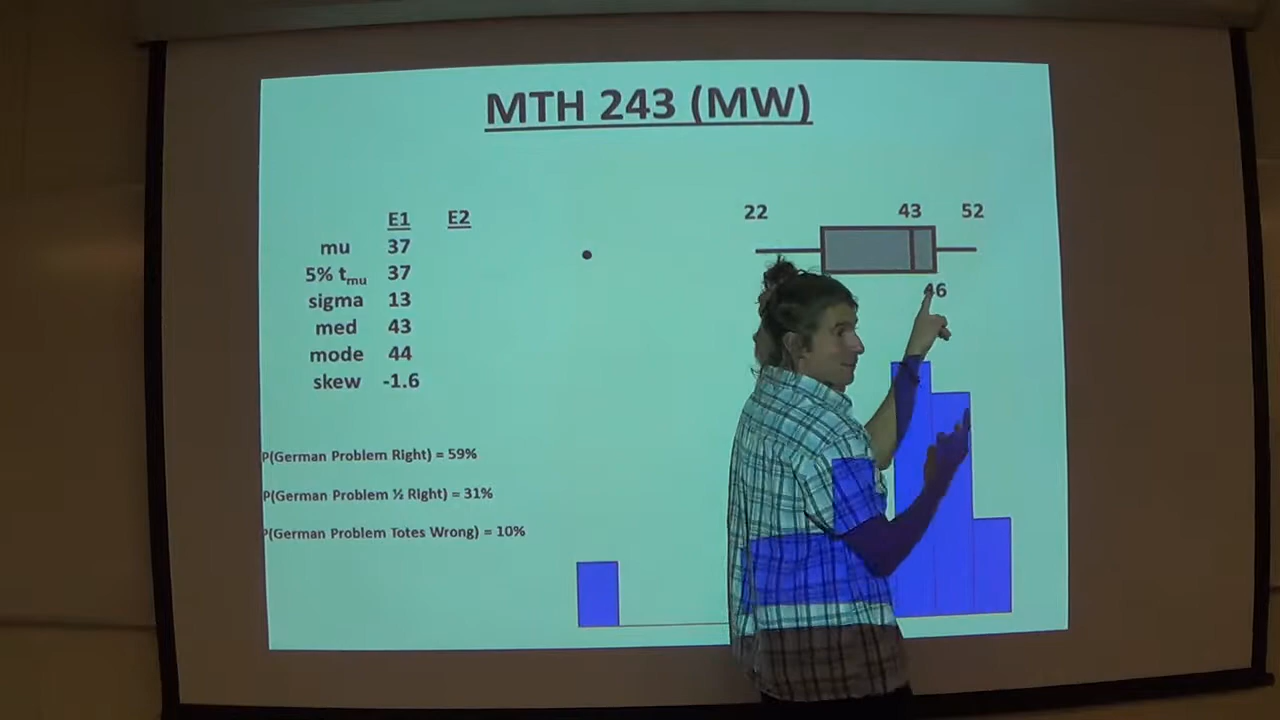 MTH 243 (MW)
E1 E2
mu 37
5% tmu 37
sigma 13
med 43
mode 44
skew -1.6
P(German Problem Right) = 59%
P(German Problem ½ Right) = 31%
P(German Problem Totes Wrong) = 10%
22 43 52
46